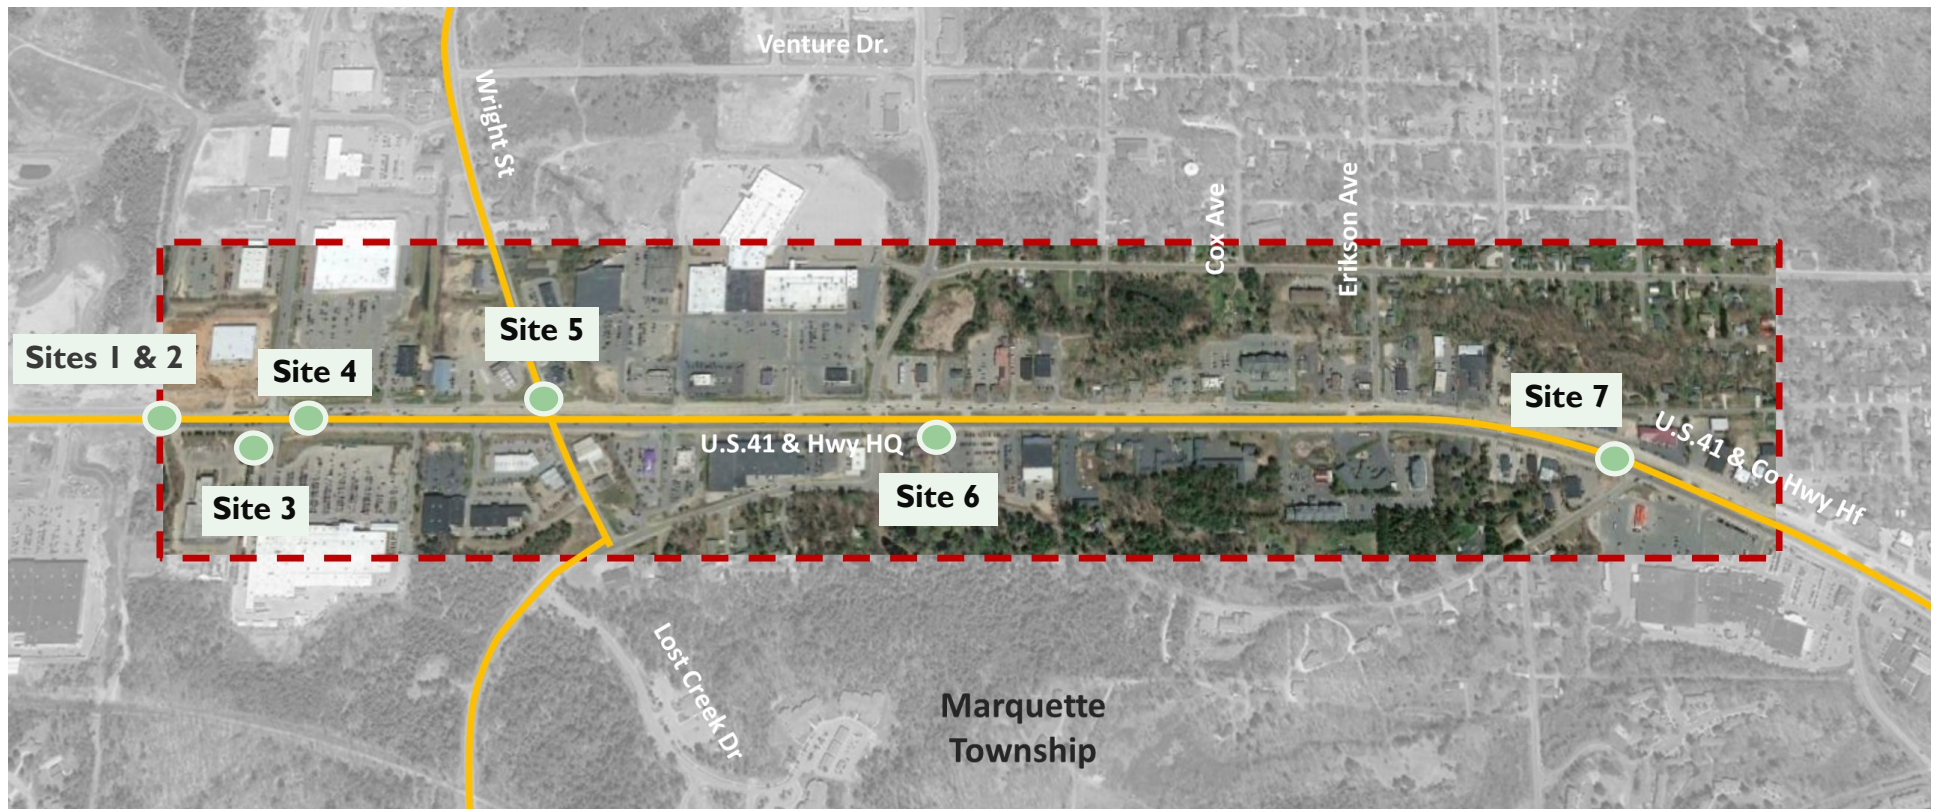 Venture Dr.
Wright St
Cox Ave
Erikson Ave
Site 5
Sites 1 & 2
Site 4
Site 7
U.S.41 & Hwy HQ
U.S.41 & Co Hwy Hf
Site 3
Site 6
Lost Creek Dr
Marquette
Township